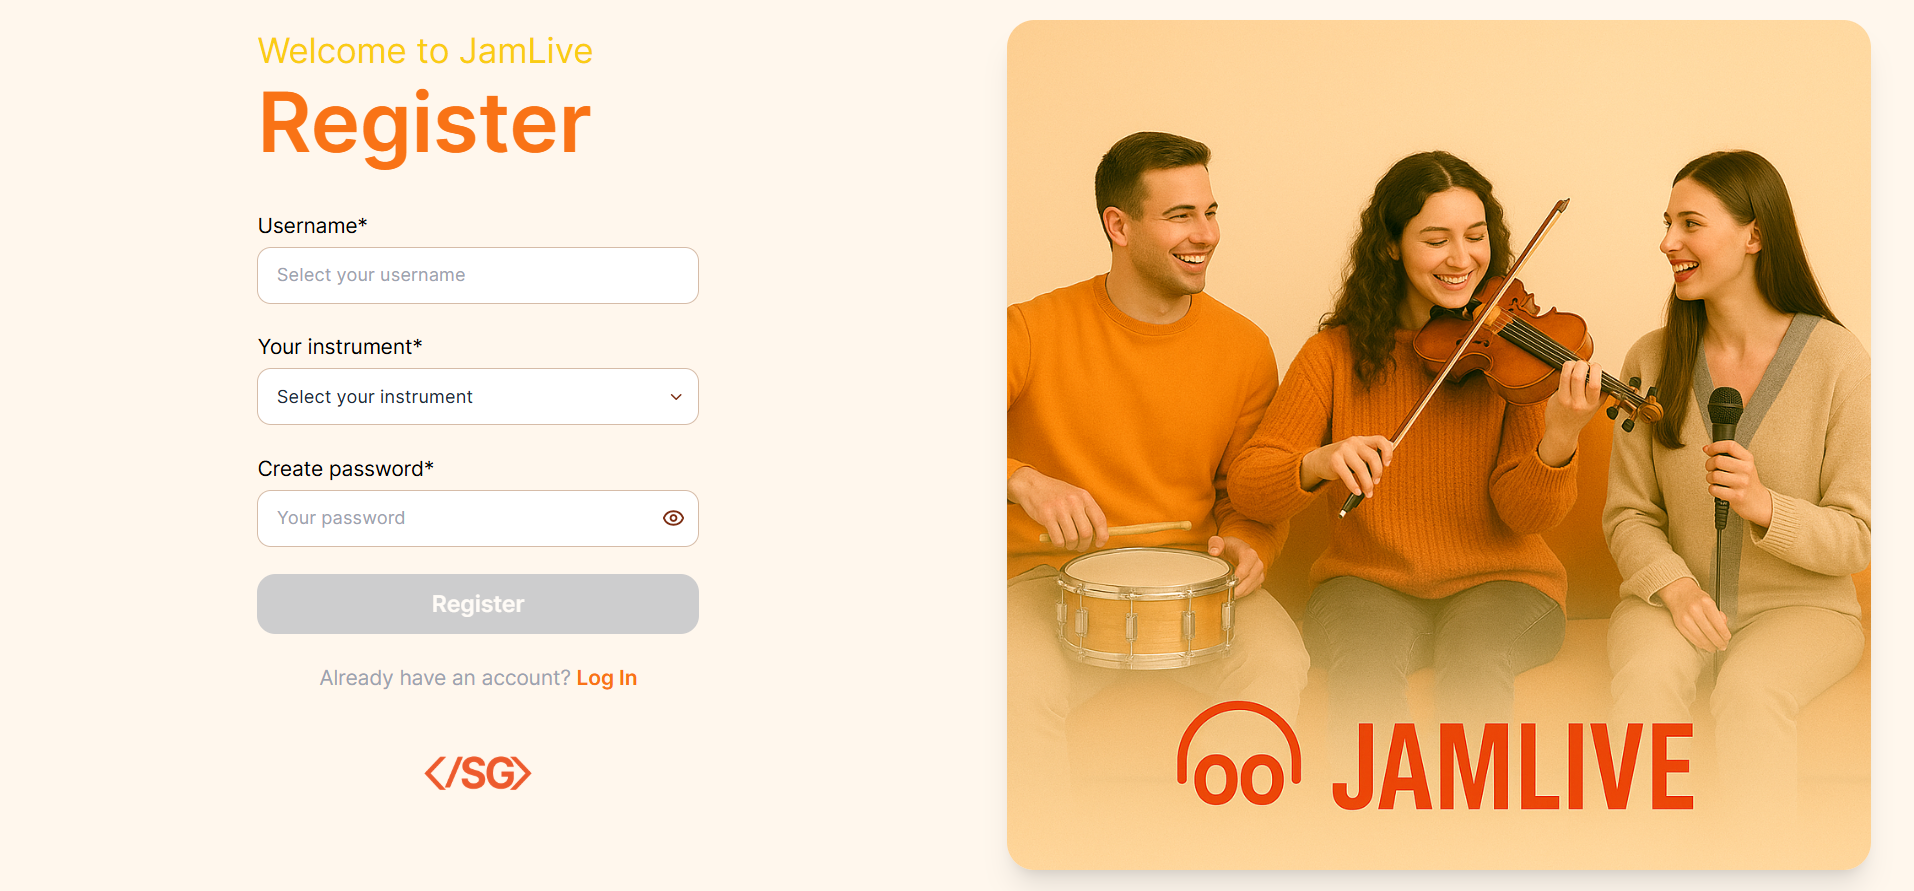 Welcome to JamLive
Register
Username*
Select your username
Your instrument*
Select your instrument
Create password*
Your password
Register
Already have an account? Log In
</SG>
JAMLIVE